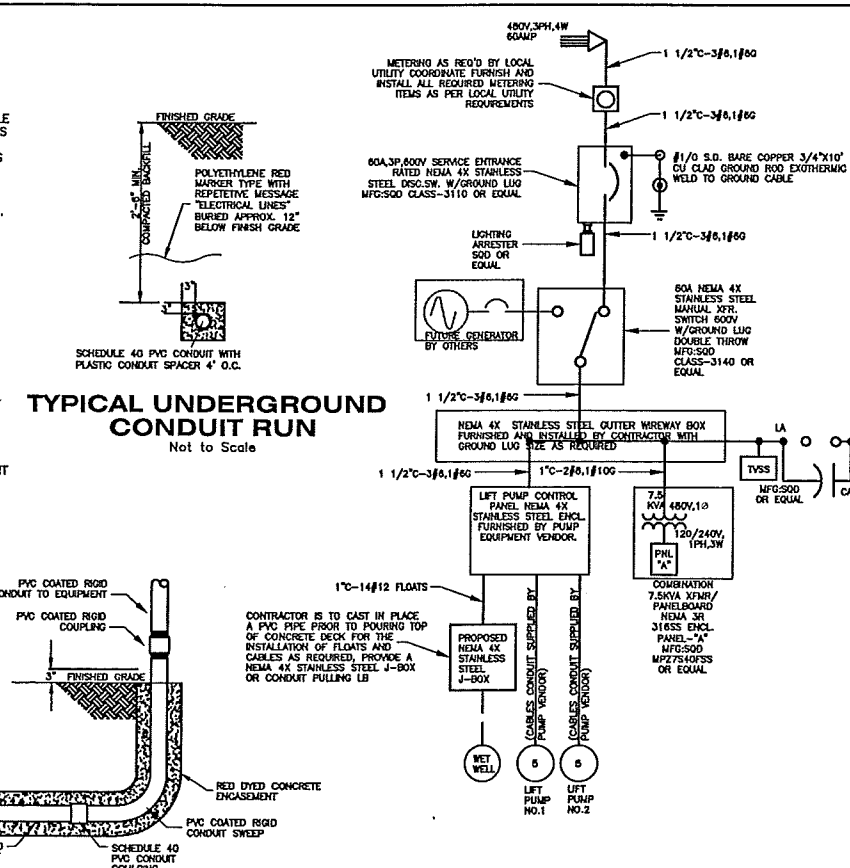 480V,3PH,4W
60AMP
1 1/2"C-3#6,1#6G
METERING AS REQ'D BY LOCAL
UTILITY COORDINATE FURNISH AND
INSTALL ALL REQUIRED METERING
ITEMS AS PER LOCAL UTILITY
REQUIREMENTS
1 1/2"C-3#6,1#6G
60A,3P,600V SERVICE ENTRANCE
RATED NEMA 4X STAINLESS
STEEL DISC.SW. W/GROUND LUG
MFG:SQD CLASS-3110 OR EQUAL
#1/0 S.D. BARE COPPER 3/4"X10'
CU CLAD GROUND ROD EXOTHERMIC
WELD TO GROUND CABLE
LIGHTING
ARRESTER
SQD OR
EQUAL
1 1/2"C-3#6,1#6G
FUTURE GENERATOR
BY OTHERS
60A NEMA 4X
STAINLESS STEEL
MANUAL XFR.
SWITCH 600V
W/GROUND LUG
DOUBLE THROW
MFG:SQD
CLASS-3140 OR
EQUAL
1 1/2"C-3#6,1#6G
NEMA 4X STAINLESS STEEL GUTTER WIREWAY BOX
FURNISHED AND INSTALLED BY CONTRACTOR WITH
GROUND LUG SIZE AS REQUIRED
LA
TVSS
MFG:SQD
OR EQUAL
CA
1 1/2"C-3#6,1#6G
1"C-2#8,1#10G
LIFT PUMP CONTROL
PANEL NEMA 4X
STAINLESS STEEL ENCL.
FURNISHED BY PUMP
EQUIPMENT VENDOR.
7.5
KVA 480V,1Ø
120/240V,
1PH,3W
PNL
"A"
COMBINATION
7.5KVA XFMR/
PANELBOARD
NEMA 3R
316SS ENCL.
PANEL-"A"
MFG:SQD
MPZ7S40FSS
OR EQUAL
1"C-14#12 FLOATS
CONTRACTOR IS TO CAST IN PLACE
A PVC PIPE PRIOR TO POURING TOP
OF CONCRETE DECK FOR THE
INSTALLATION OF FLOATS AND
CABLES AS REQUIRED, PROVIDE A
NEMA 4X STAINLESS STEEL J-BOX
OR CONDUIT PULLING LB
PROPOSED
NEMA 4X
STAINLESS
STEEL
J-BOX
(CABLES CONDUIT SUPPLIED BY
PUMP VENDOR)
(CABLES CONDUIT SUPPLIED BY
PUMP VENDOR)
WET
WELL
5
LIFT
PUMP
NO.1
5
LIFT
PUMP
NO.2
FINISHED GRADE
2'-6" MIN.
COMPACTED BACKFILL
POLYETHYLENE RED
MARKER TYPE WITH
REPETETIVE MESSAGE
"ELECTRICAL LINES"
BURIED APPROX. 12"
BELOW FINISH GRADE
3"
3"
SCHEDULE 40 PVC CONDUIT WITH
PLASTIC CONDUIT SPACER 4' O.C.
TYPICAL UNDERGROUND
CONDUIT RUN
Not to Scale
PVC COATED RIGID
CONDUIT TO EQUIPMENT
PVC COATED RIGID
COUPLING
3"
FINISHED GRADE
RED DYED CONCRETE
ENCASEMENT
PVC COATED RIGID
CONDUIT SWEEP
SCHEDULE 40
PVC CONDUIT
COUPLING